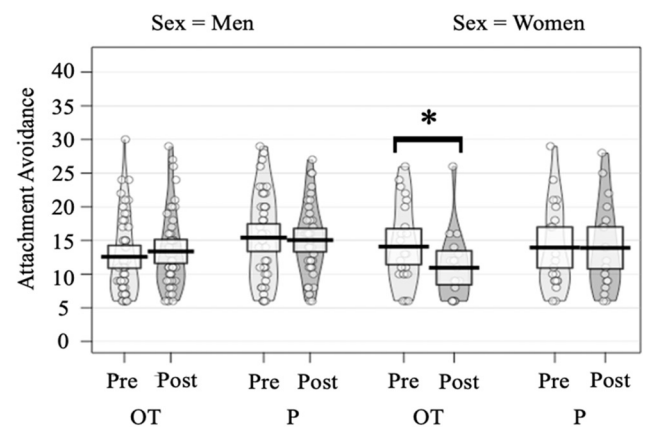 Sex = Men Sex = Women
*
Attachment Avoidance
40
35
30
25
20
15
10
5
0
Pre Post Pre Post Pre Post Pre Post
OT P OT P